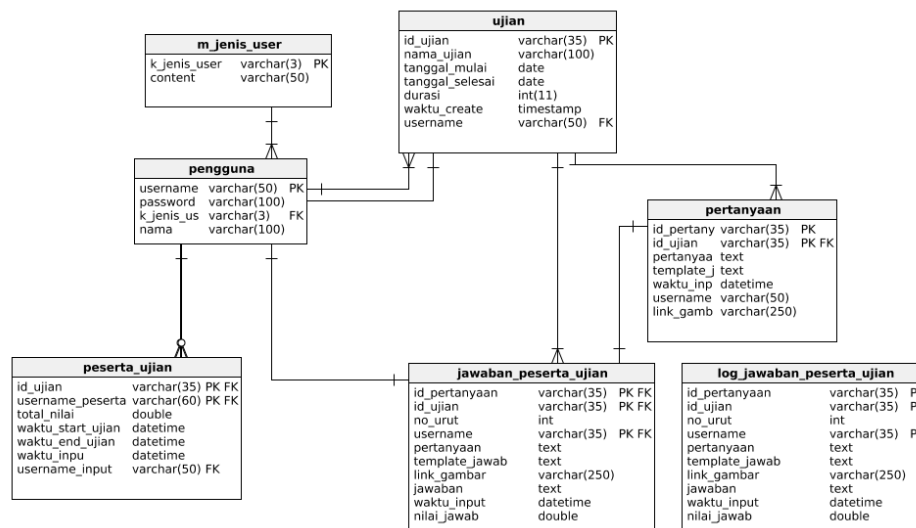 m_jenis_user
k_jenis_user varchar(3) PK
content varchar(50)
ujian
id_ujian varchar(35) PK
nama_ujian varchar(100)
tanggal_mulai date
tanggal_selesai date
durasi int(11)
waktu_create timestamp
username varchar(50) FK
pengguna
username varchar(50) PK
password varchar(100)
k_jenis_us varchar(3) FK
nama varchar(100)
pertanyaan
id_pertany varchar(35) PK
id_ujian varchar(35) PK FK
pertanyaa text
template_j text
waktu_inp datetime
username varchar(50)
link_gamb varchar(250)
peserta_ujian
id_ujian varchar(35) PK FK
username_peserta varchar(60) PK FK
total_nilai double
waktu_start_ujian datetime
waktu_end_ujian datetime
waktu_inpu datetime
username_input varchar(50) FK
jawaban_peserta_ujian
id_pertanyaan varchar(35) PK FK
id_ujian varchar(35) PK FK
no_urut int
username varchar(35) PK FK
pertanyaan text
template_jawab text
link_gambar varchar(250)
jawaban text
waktu_input datetime
nilai_jawab double
log_jawaban_peserta_ujian
id_pertanyaan varchar(35)
id_ujian varchar(35)
no_urut int
username varchar(35)
pertanyaan text
template_jawab text
link_gambar varchar(250)
jawaban text
waktu_input datetime
nilai_jawab double